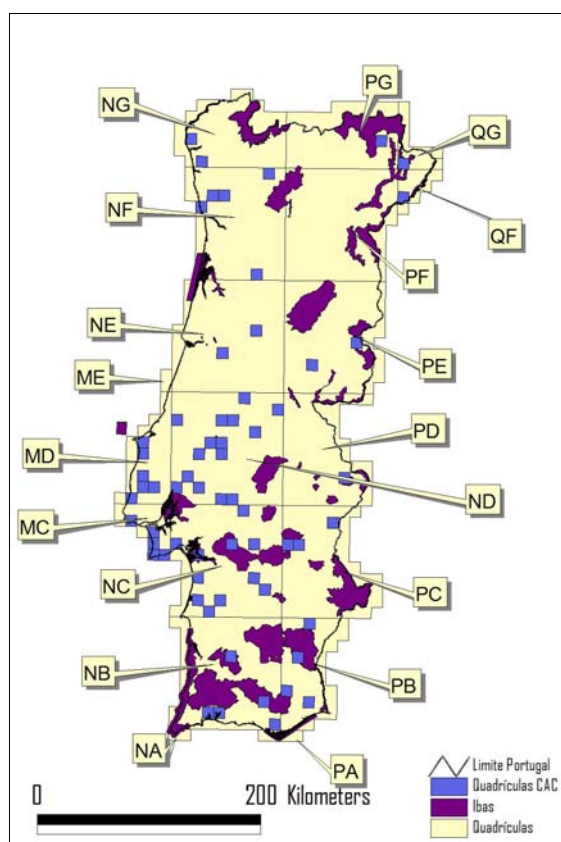 PG
NG
QG
NF
QF
PF
NE
PE
ME
PD
MD
ND
MC
NC
PC
NB
PB
NA
PA
Limite Portugal
Quadrículas CAC
Ibas
Quadrículas
0 200 Kilometers